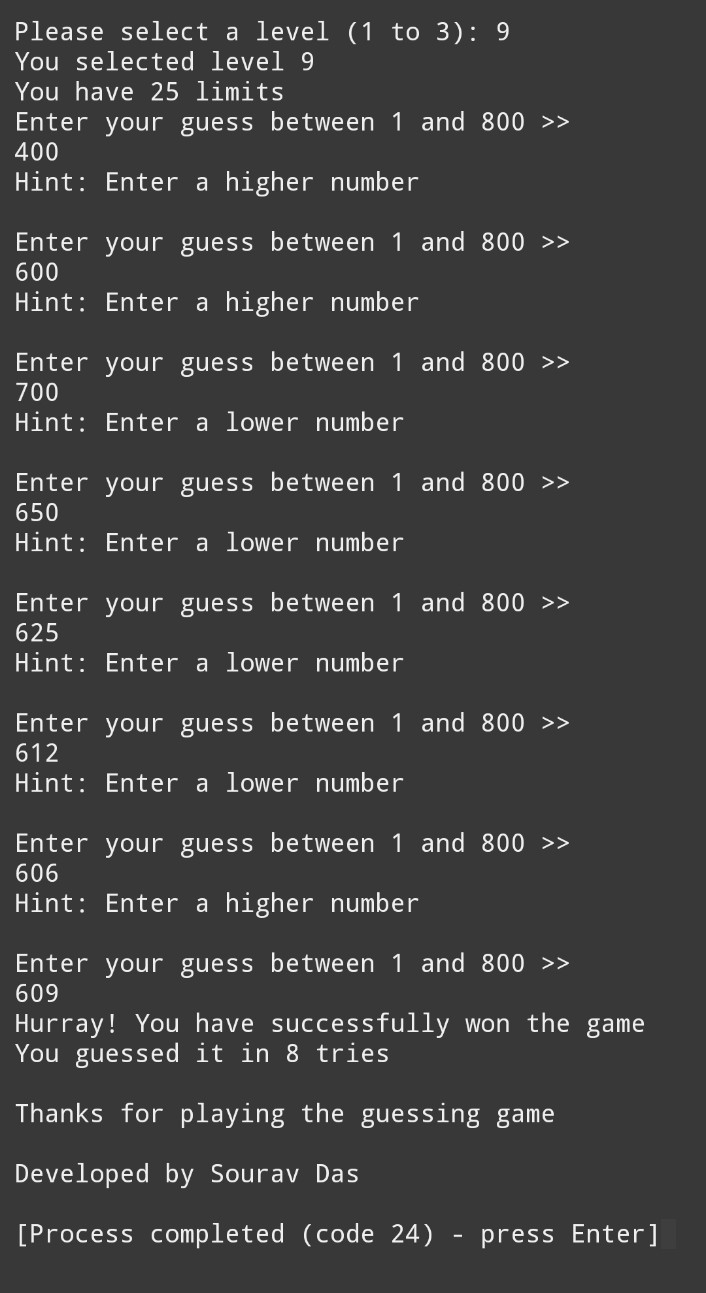 Please select a level (1 to 3): 9
You selected level 9
You have 25 limits
Enter your guess between 1 and 800 >>
400
Hint: Enter a higher number
Enter your guess between 1 and 800 >>
600
Hint: Enter a higher number
Enter your guess between 1 and 800 >>
700
Hint: Enter a lower number
Enter your guess between 1 and 800 >>
650
Hint: Enter a lower number
Enter your guess between 1 and 800 >>
625
Hint: Enter a lower number
Enter your guess between 1 and 800 >>
612
Hint: Enter a lower number
Enter your guess between 1 and 800 >>
606
Hint: Enter a higher number
Enter your guess between 1 and 800 >>
609
Hurray! You have successfully won the game
You guessed it in 8 tries
Thanks for playing the guessing game
Developed by Sourav Das
[Process completed (code 24) - press Enter]